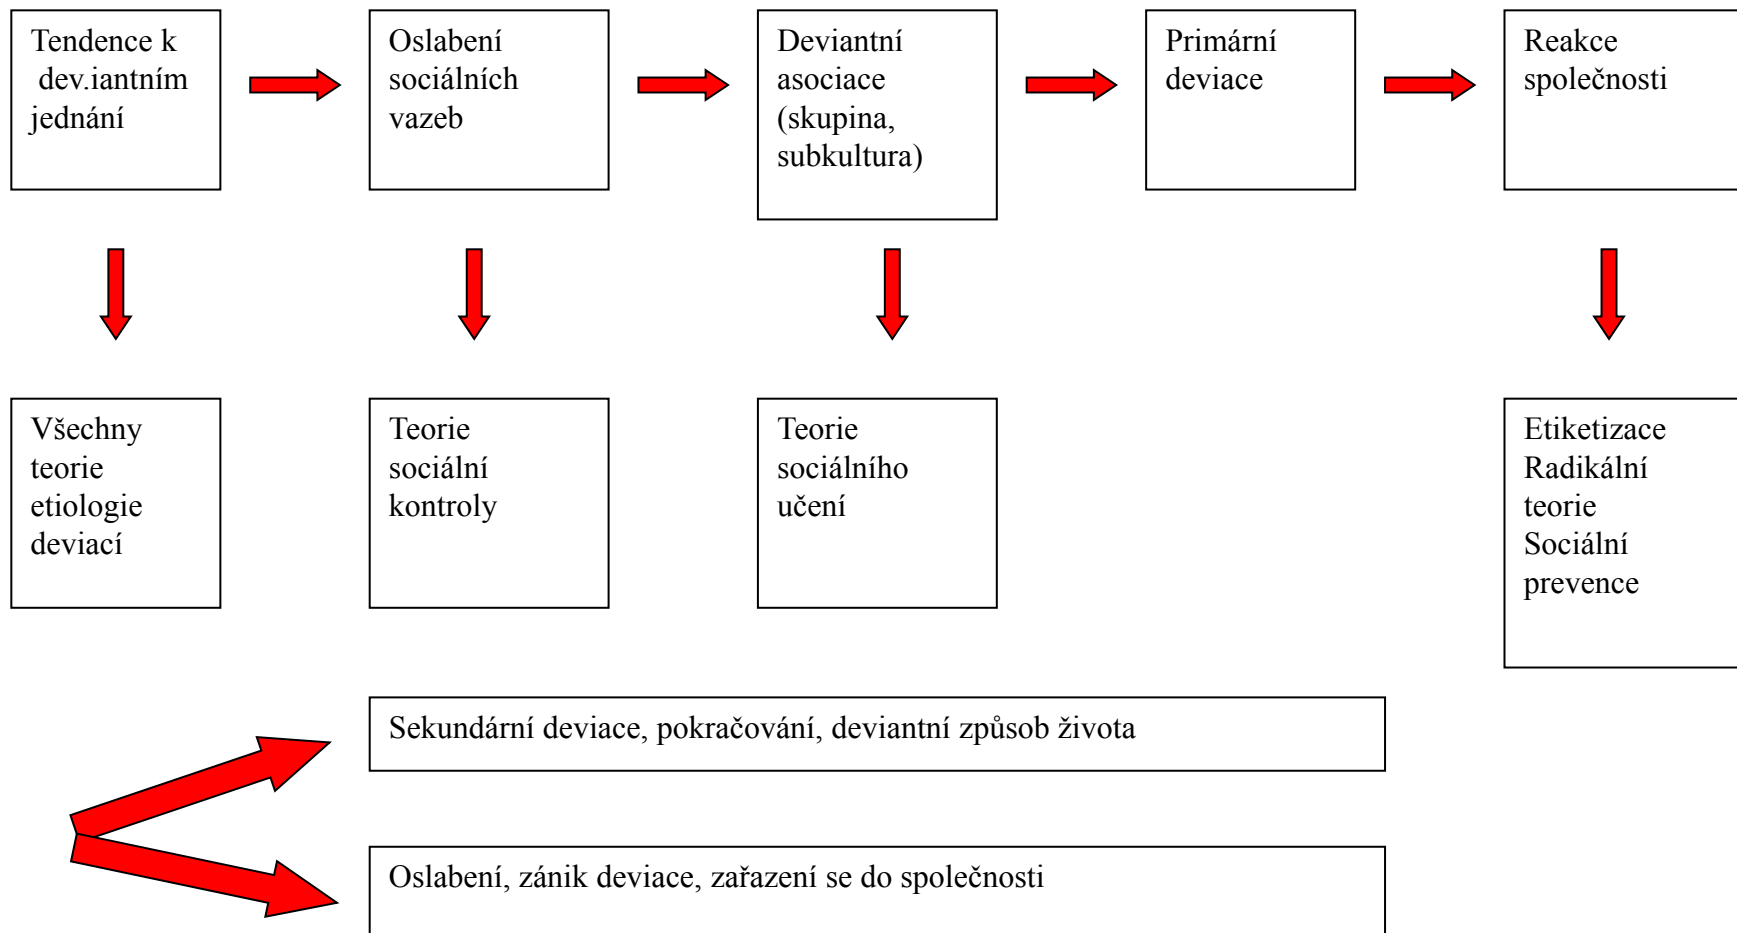 Tendence k
dev.iantním
jednání
Oslabení
sociálních
vazeb
Deviantní
asociace
(skupina,
subkultura)
Primární
deviace
Reakce
společnosti
Všechny
teorie
etiologie
deviací
Teorie
sociální
kontroly
Teorie
sociálního
učení
Etiketizace
Radikální
teorie
Sociální
prevence
Sekundární deviace, pokračování, deviantní způsob života
Oslabení, zánik deviace, zařazení se do společnosti